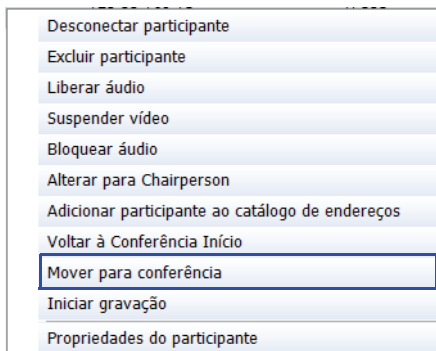 Desconectar participante
Excluir participante
Liberar áudio
Suspender vídeo
Bloquear áudio
Alterar para Chairperson
Adicionar participante ao catálogo de endereços
Voltar à Conferência Início
Mover para conferência
Iniciar gravação
Propriedades do participante